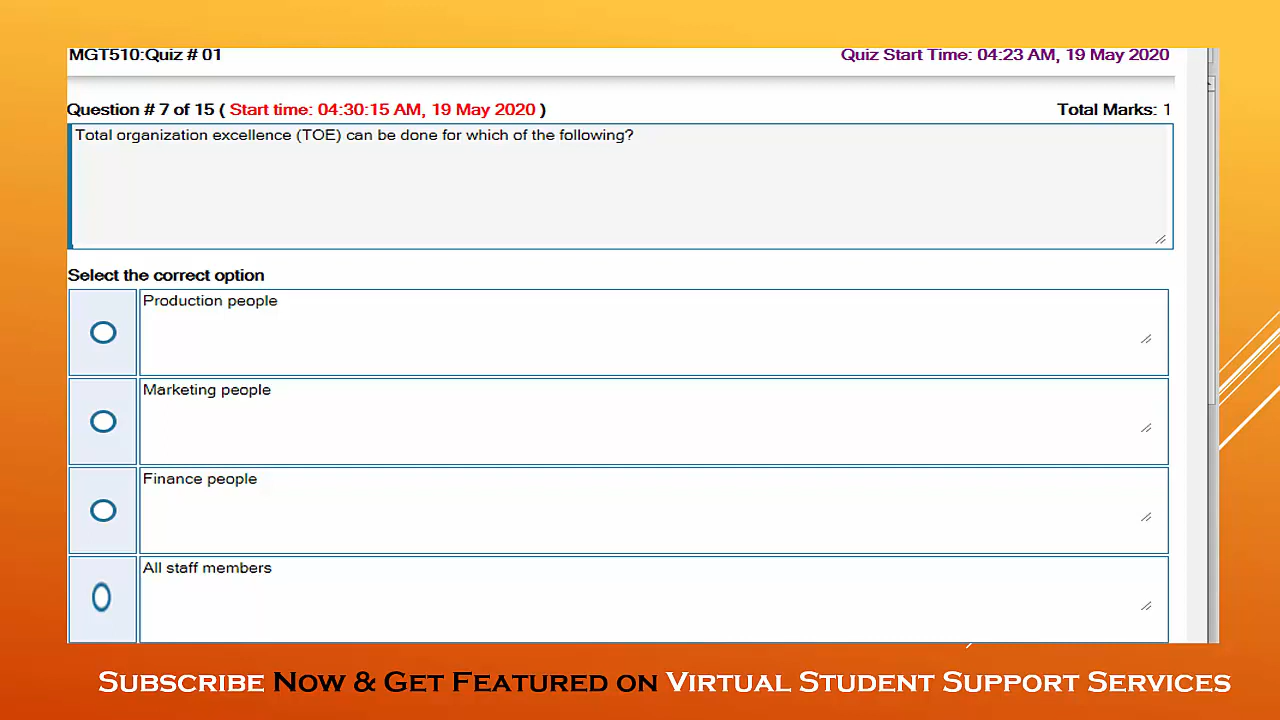 MGT510:Quiz # 01
Quiz Start Time: 04:23 AM, 19 May 2020
Question # 7 of 15 ( Start time: 04:30:15 AM, 19 May 2020 )
Total Marks: 1
Total organization excellence (TOE) can be done for which of the following?
Select the correct option
Production people
Marketing people
Finance people
All staff members
Subscribe Now & Get Featured on Virtual Student Support Services